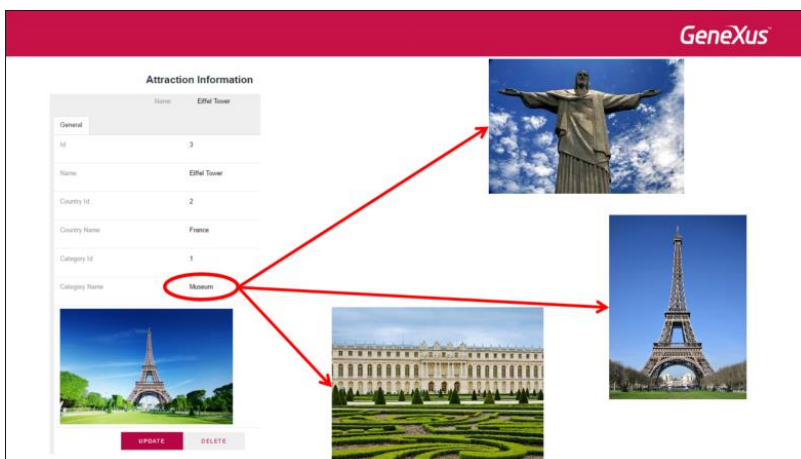 GeneXus
Attraction Information
Name Eiffel Tower
General
Id 3
Name Eiffel Tower
Country Id 2
Country Name France
Category Id 1
Category Name Museum
UPDATE DELETE